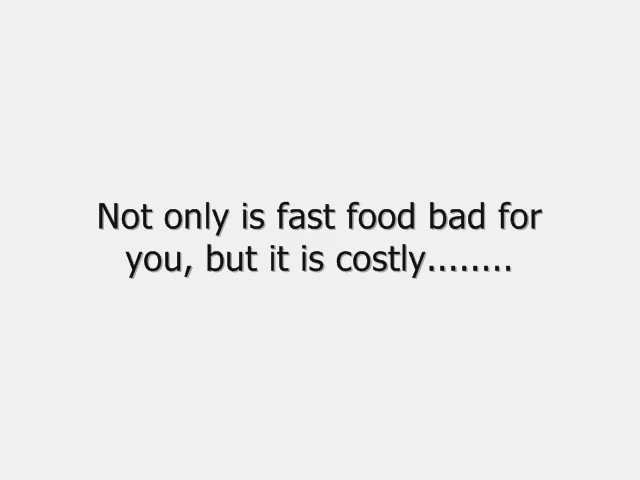 Not only is fast food bad for
you, but it is costly........